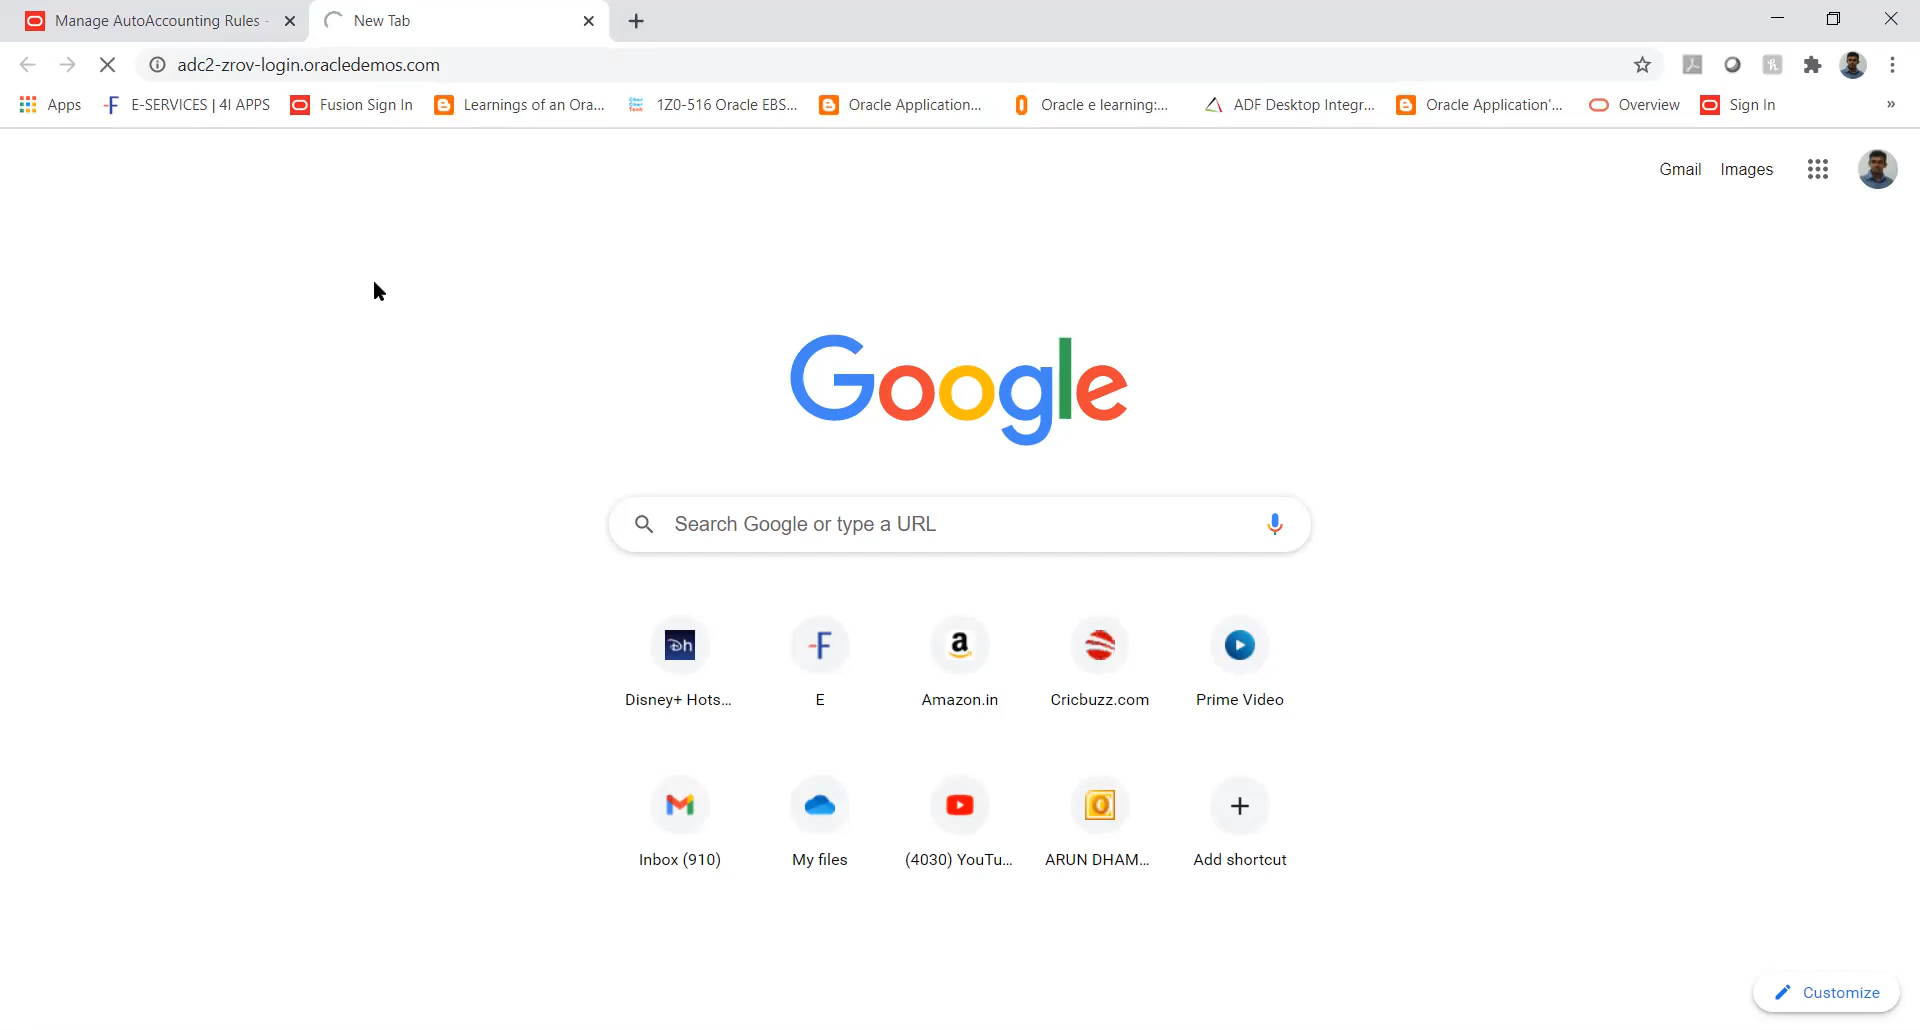 Manage AutoAccounting Rules -
New Tab
adc2-zrov-login.oracledemos.com
Apps
E-SERVICES | 4I APPS
Fusion Sign In
Learnings of an Ora...
1Z0-516 Oracle EBS...
Oracle Application...
Oracle e learning:...
ADF Desktop Integr...
Oracle Application'...
Overview
Sign In
»
Gmail
Images
Google
Search Google or type a URL
Disney+ Hots...
E
Amazon.in
Cricbuzz.com
Prime Video
Inbox (910)
My files
(4030) YouTu...
ARUN DHAM...
Add shortcut
Customize